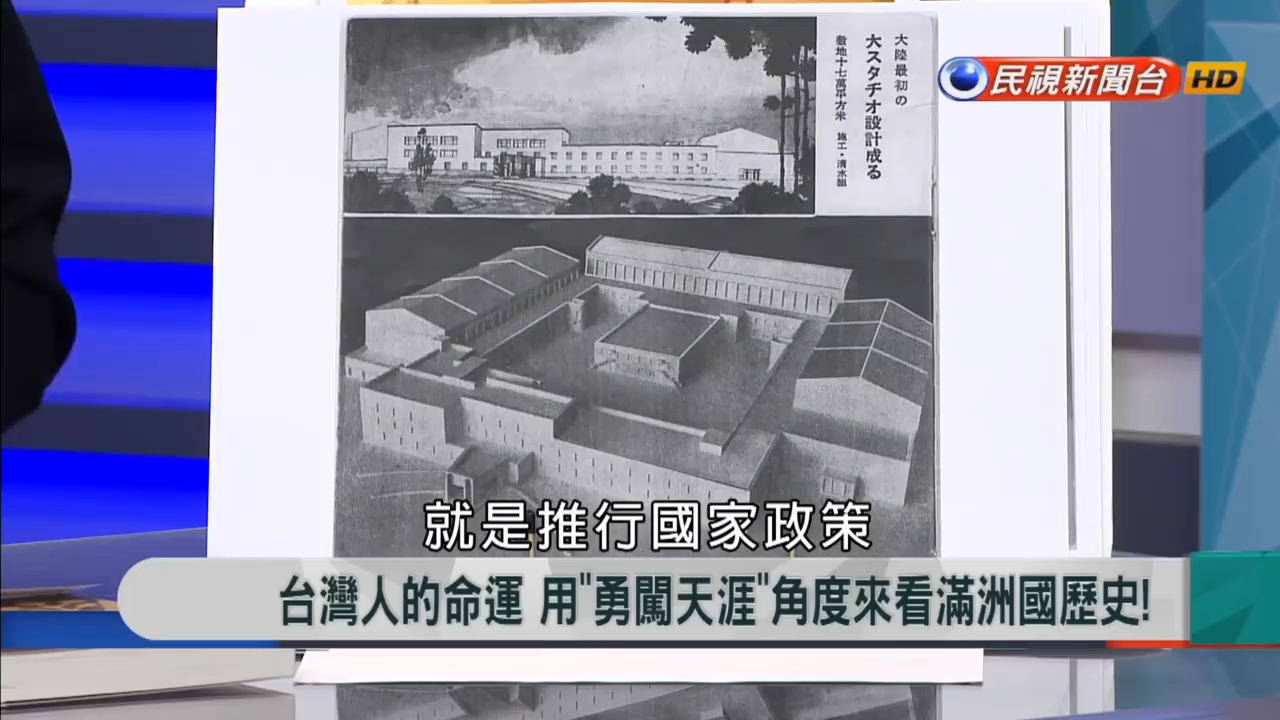 大陸最初の
大スタヂオ設計成る
敷地十七萬平方米 施工・清水組
民視新聞台 HD
就是推行國家政策
台灣人的命運 用"勇闖天涯"角度來看滿洲國歷史!